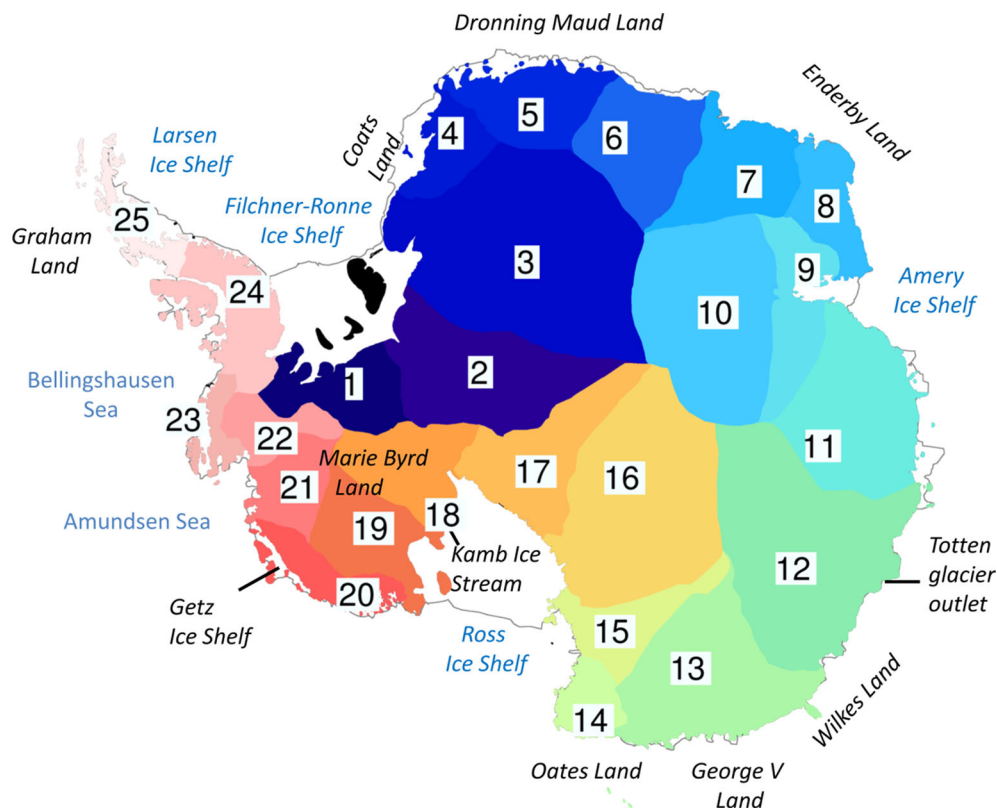 Dronning Maud Land
Enderby Land
Coats
Land
Larsen
Ice Shelf
Filchner-Ronne
Ice Shelf
Graham
Land
Amery
Ice Shelf
Bellingshausen
Sea
Amundsen Sea
Marie Byrd
Land
Kamb Ice
Stream
Getz
Ice Shelf
Ross
Ice Shelf
Totten
glacier
outlet
Wilkes Land
Oates Land
George V
Land
1
2
3
4
5
6
7
8
9
10
11
12
13
14
15
16
17
18
19
20
21
22
23
24
25